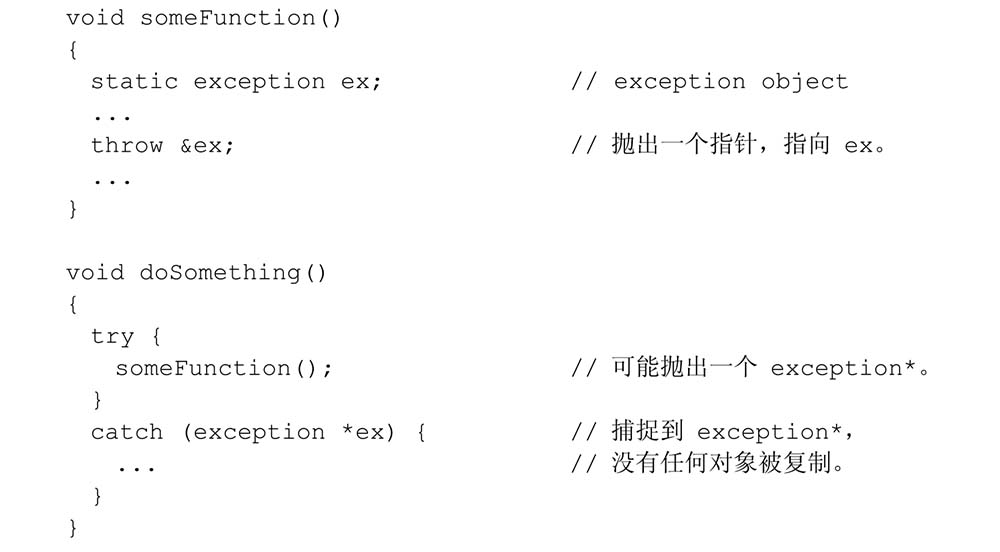 void someFunction()
{
  static exception ex;                // exception object
  ...
  throw &ex;                          // 抛出一个指针，指向 ex。
  ...
}

void doSomething()
{
  try {
    someFunction();                   // 可能抛出一个 exception*。
  }
  catch (exception *ex) {             // 捕捉到 exception*，
    ...                               // 没有任何对象被复制。
  }
}